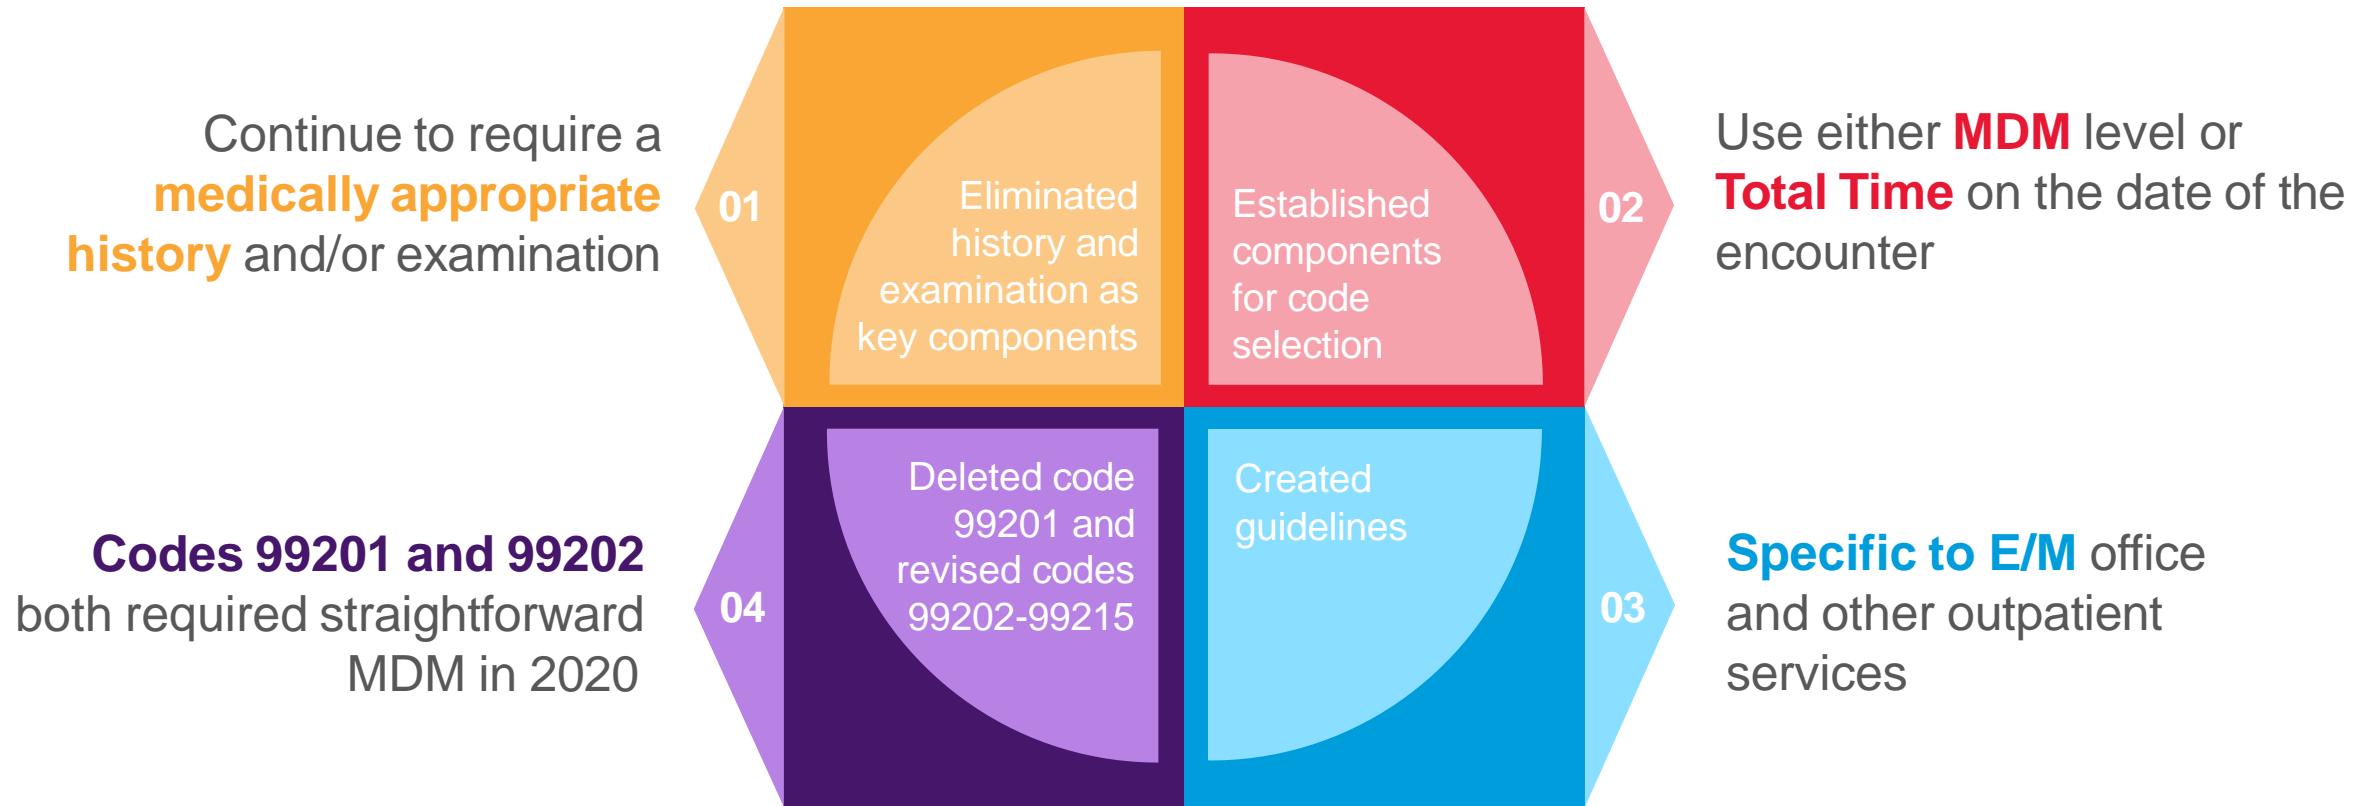 Continue to require a
medically appropriate
history and/or examination
01
Eliminated
history and
examination as
key components
Established
components
for code
selection
02
Use either MDM level or
Total Time on the date of the
encounter
Codes 99201 and 99202
both required straightforward
MDM in 2020
04
Deleted code
99201 and
revised codes
99202-99215
Created
guidelines
03
Specific to E/M office
and other outpatient
services